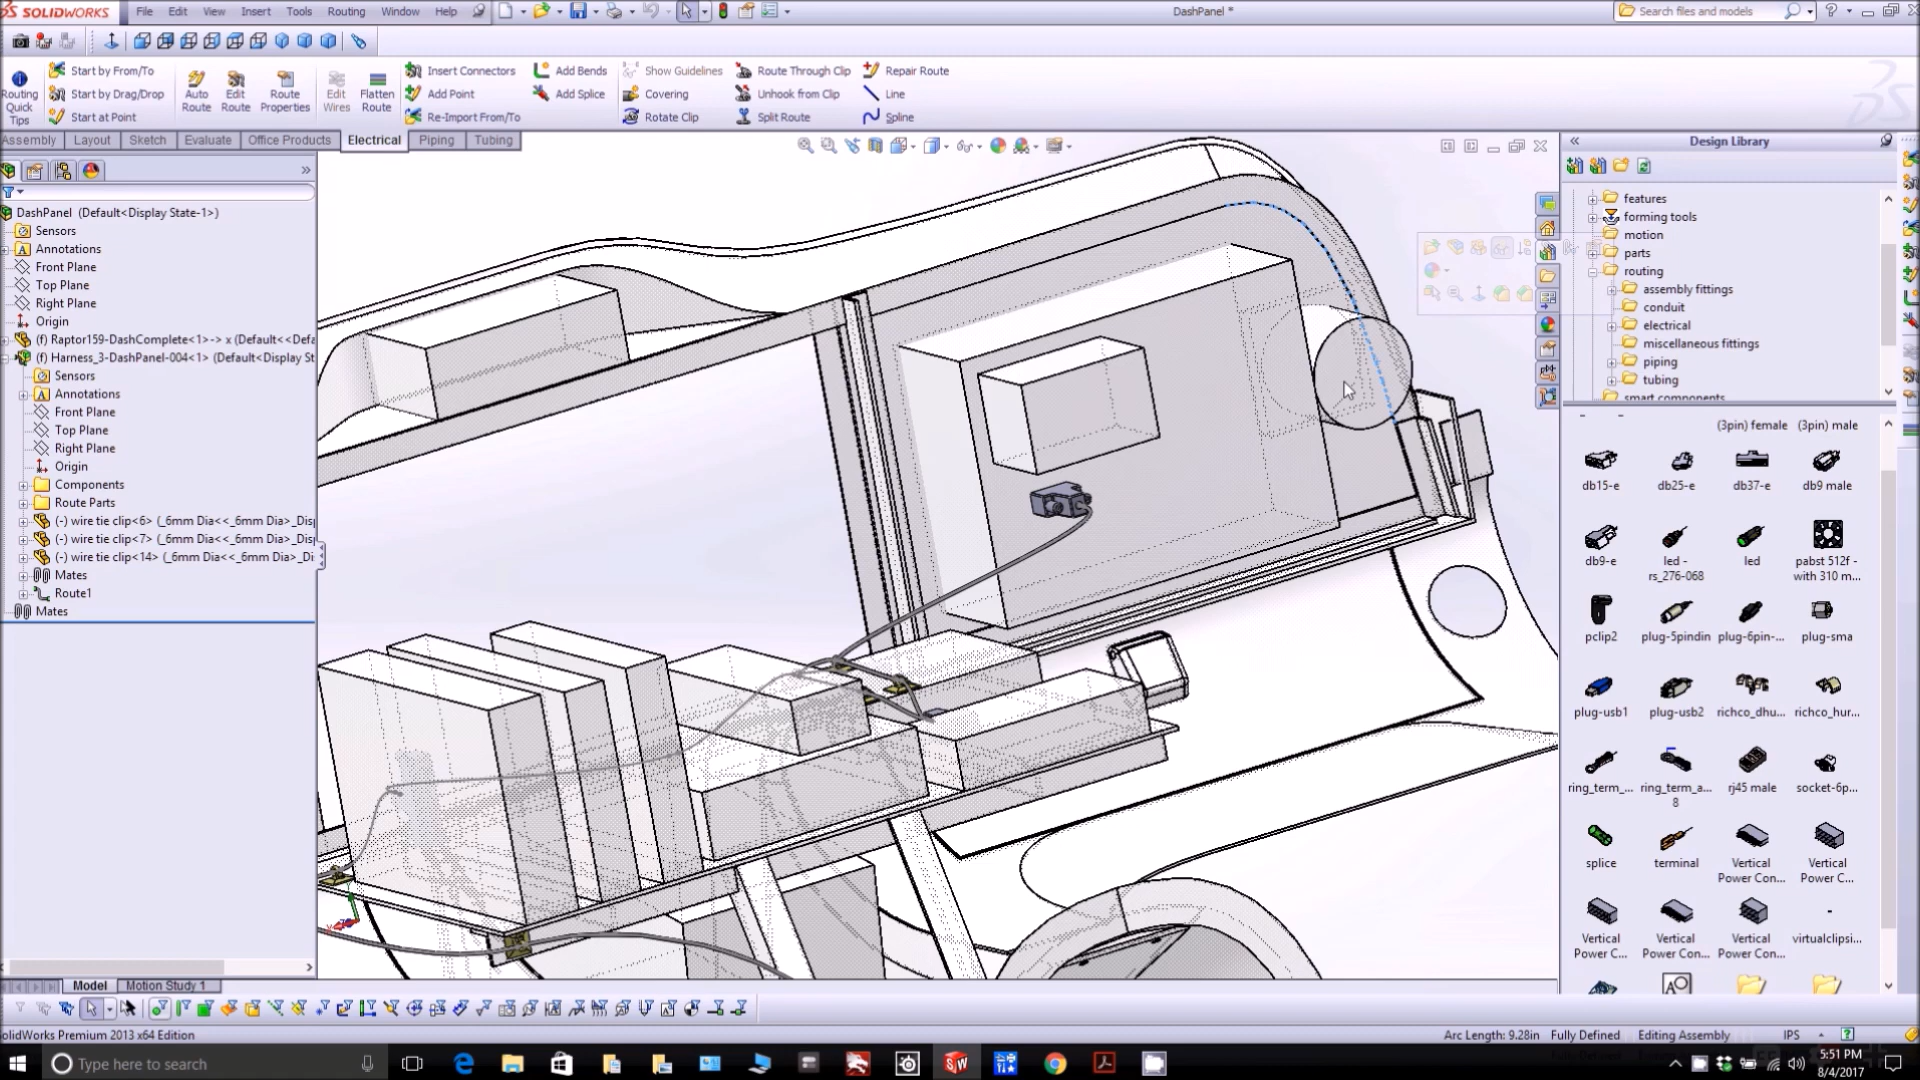 SOLIDWORKS
File Edit View Insert Tools Routing Window Help
DashPanel *
Search files and models
Routing Quick Tips
Start by From/To
Start by Drag/Drop
Start at Point
Auto Route
Edit Route
Route Properties
Edit Wires
Flatten Route
Insert Connectors
Add Point
Re-Import From/To
Add Bends
Add Splice
Show Guidelines
Covering
Rotate Clip
Route Through Clip
Unhook from Clip
Split Route
Repair Route
Line
Spline
Assembly Layout Sketch Evaluate Office Products Electrical Piping Tubing
DashPanel (Default<Display State-1>)
Sensors
Annotations
Front Plane
Top Plane
Right Plane
Origin
(f) Raptor159-DashComplete<1>-> x (Default<<Defa
(f) Harness_3-DashPanel-004<1> (Default<Display St
Sensors
Annotations
Front Plane
Top Plane
Right Plane
Origin
Components
Route Parts
(-) wire tie clip<6> (_6mm Dia<<_6mm Dia>_Disp
(-) wire tie clip<7> (_6mm Dia<<_6mm Dia>_Disp
(-) wire tie clip<14> (_6mm Dia<<_6mm Dia>_Di
Mates
Route1
Mates
Design Library
features
forming tools
motion
parts
routing
assembly fittings
conduit
electrical
miscellaneous fittings
piping
tubing
smart components
(3pin) female (3pin) male
db15-e db25-e db37-e db9 male
db9-e led - rs_276-068 led pabst 512f - with 310 m...
pclip2 plug-5pindin plug-6pin-... plug-sma
plug-usb1 plug-usb2 richco_dhu... richco_hur...
ring_term_... ring_term_a... 8 rj45 male socket-6p...
splice terminal Vertical Power Con... Vertical Power C...
Vertical Power C... Vertical Power Con... Vertical Power Con... virtualclipsi...
Model Motion Study 1
SolidWorks Premium 2013 x64 Edition
Arc Length: 9.28in Fully Defined Editing Assembly IPS
Type here to search
5:51 PM
8/4/2017